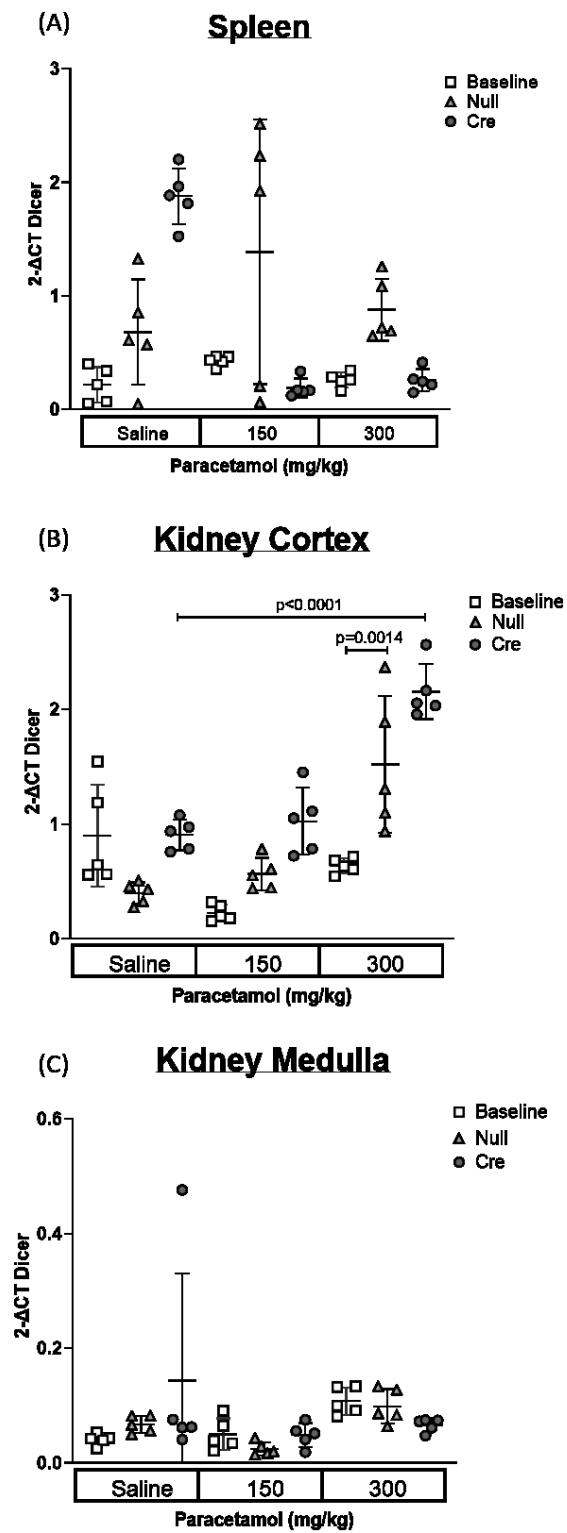 (A) Spleen
3
2
1
0
2-ΔCT Dicer
Baseline
Null
Cre
Saline 150 300
Paracetamol (mg/kg)
(B) Kidney Cortex
3
2
1
0
2-ΔCT Dicer
Baseline
Null
Cre
p<0.0001
p=0.0014
Saline 150 300
Paracetamol (mg/kg)
(C) Kidney Medulla
0.6
0.4
0.2
0.0
2-ΔCT Dicer
Baseline
Null
Cre
Saline 150 300
Paracetamol (mg/kg)